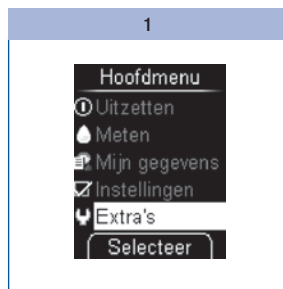 1
Hoofdmenu
Uitzetten
Meten
Mijn gegevens
Instellingen
Extra's
Selecteer